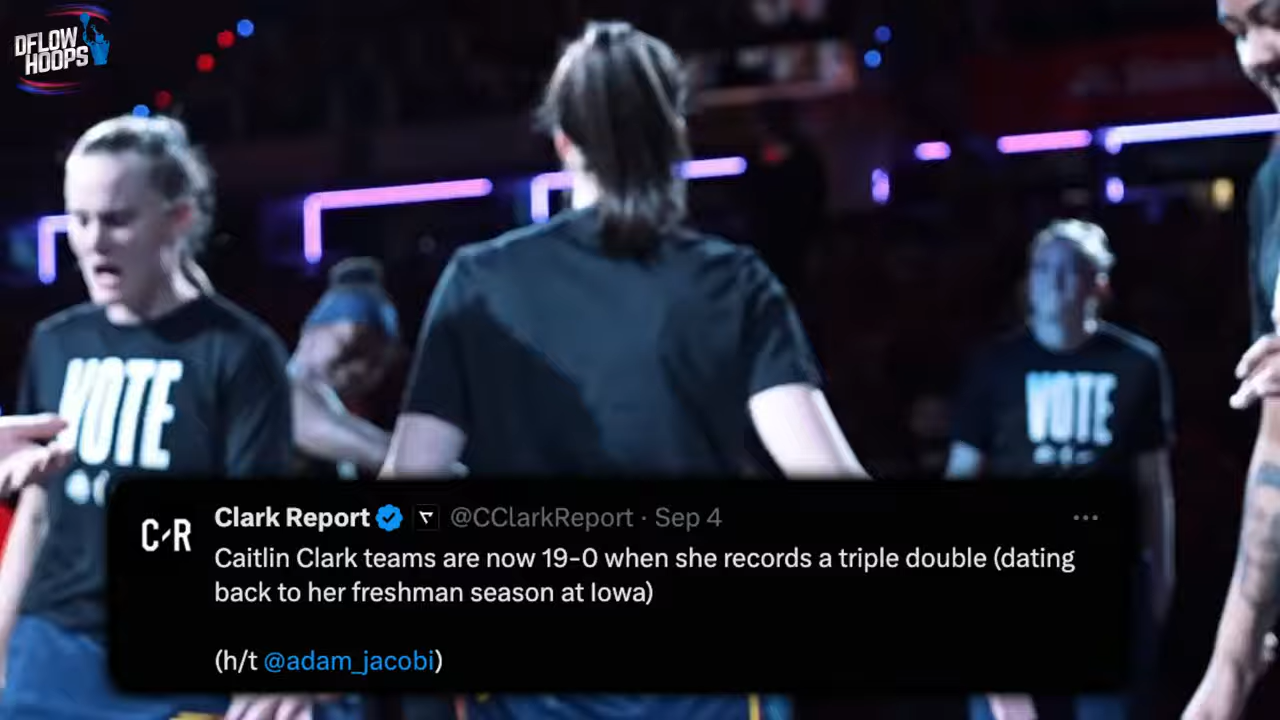 DFLOW
HOOPS
VOTE
VOTE
C-R
Clark Report @CClarkReport · Sep 4
Caitlin Clark teams are now 19-0 when she records a triple double (dating
back to her freshman season at Iowa)
(h/t @adam_jacobi)